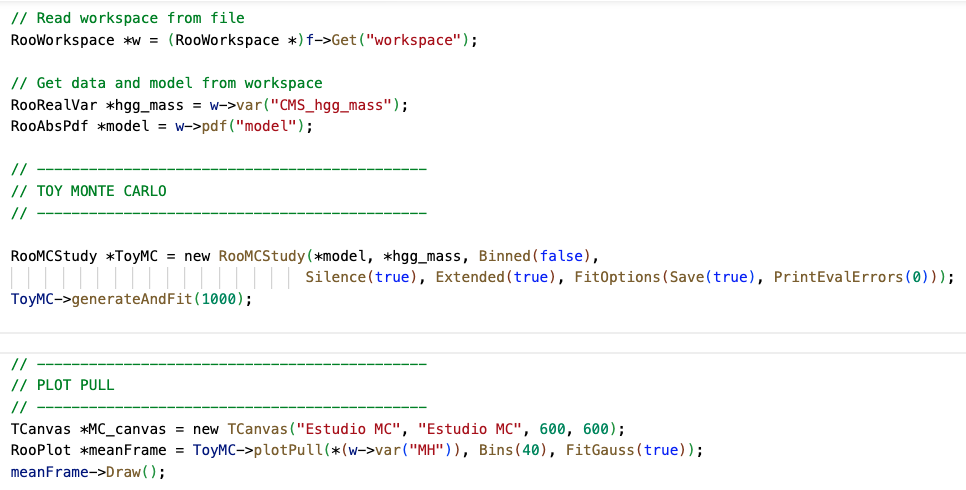 // Read workspace from file
RooWorkspace *w = (RooWorkspace *)f->Get("workspace");
// Get data and model from workspace
RooRealVar *hgg_mass = w->var("CMS_hgg_mass");
RooAbsPdf *model = w->pdf("model");
// ---------------------------------------------
// TOY MONTE CARLO
// ---------------------------------------------
RooMCStudy *ToyMC = new RooMCStudy(*model, *hgg_mass, Binned(false),
Silence(true), Extended(true), FitOptions(Save(true), PrintEvalErrors(0)));
ToyMC->generateAndFit(1000);
// ---------------------------------------------
// PLOT PULL
// ---------------------------------------------
TCanvas *MC_canvas = new TCanvas("Estudio MC", "Estudio MC", 600, 600);
RooPlot *meanFrame = ToyMC->plotPull(*(w->var("MH")), Bins(40), FitGauss(true));
meanFrame->Draw();